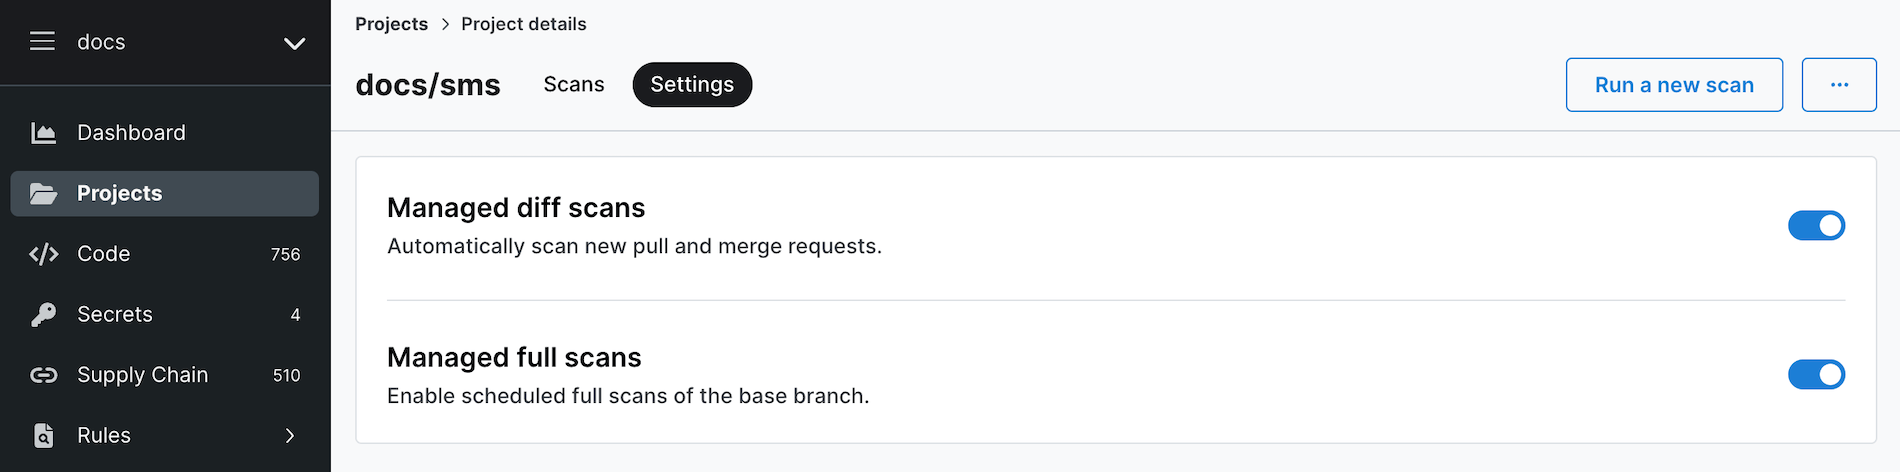 docs
Dashboard
Projects
Code 756
Secrets 4
Supply Chain 510
Rules
Projects > Project details
docs/sms Scans Settings Run a new scan ...
Managed diff scans
Automatically scan new pull and merge requests.
Managed full scans
Enable scheduled full scans of the base branch.